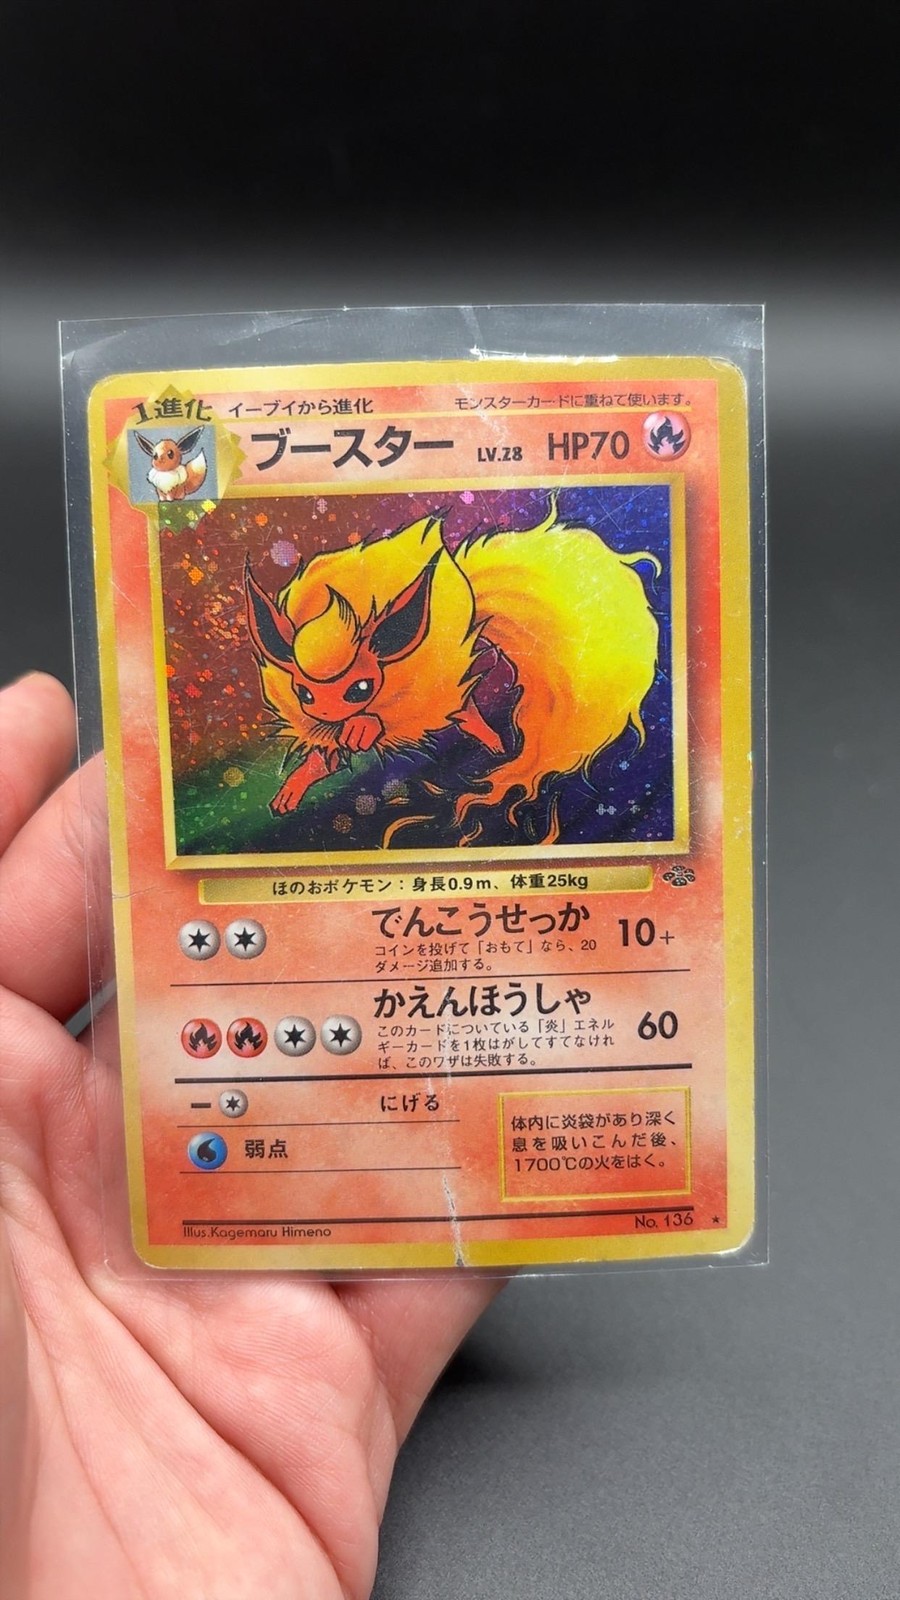 1進化
イーブイから進化
モンスターカードに重ねて使います。
ブースター LV.28 HP70
ほのおポケモン：身長0.9m、体重25kg
でんこうせっか 10+
コインを投げて「おもて」なら、20
ダメージ追加する。
かえんほうしゃ 60
このカードについている「炎」エネル
ギーカードを1枚はがしてすてなけれ
ば、このワザは失敗する。
にげる
弱点
体内に炎袋があり深く
息を吸いこんだ後、
1700℃の火をはく。
Illus.Kagemaru Himeno
No. 136 ★